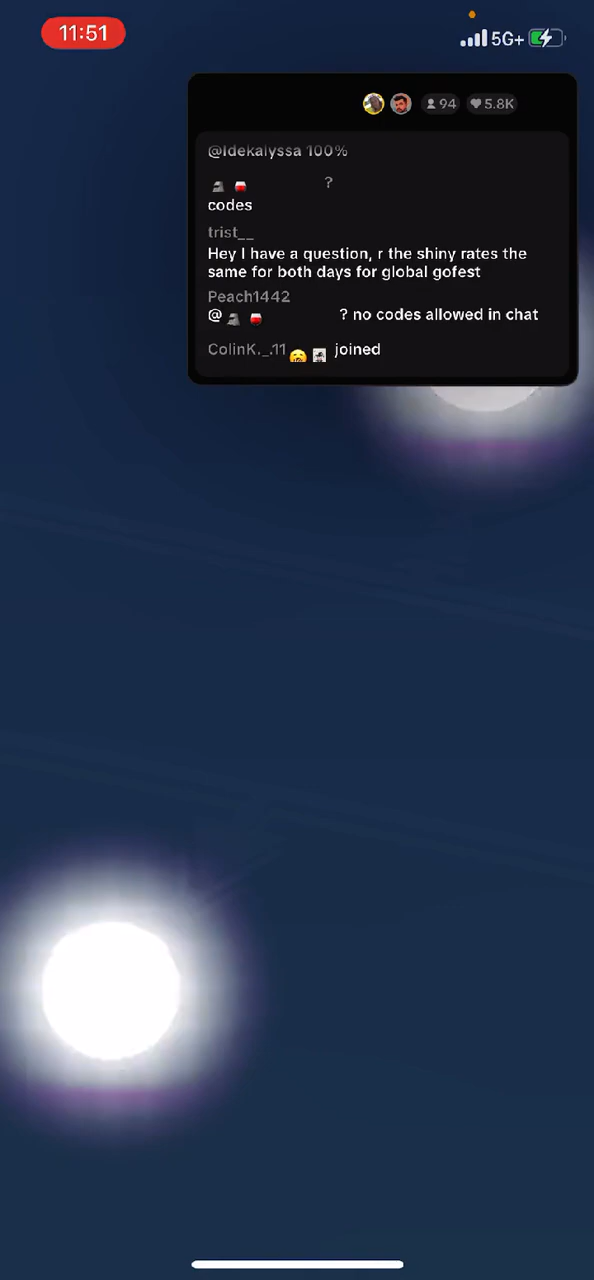 11:51
5G+
94
5.8K
@Idekalyssa 100%
?
codes
trist__
Hey I have a question, r the shiny rates the
same for both days for global gofest
Peach1442
@ ? no codes allowed in chat
ColinK._.11 joined